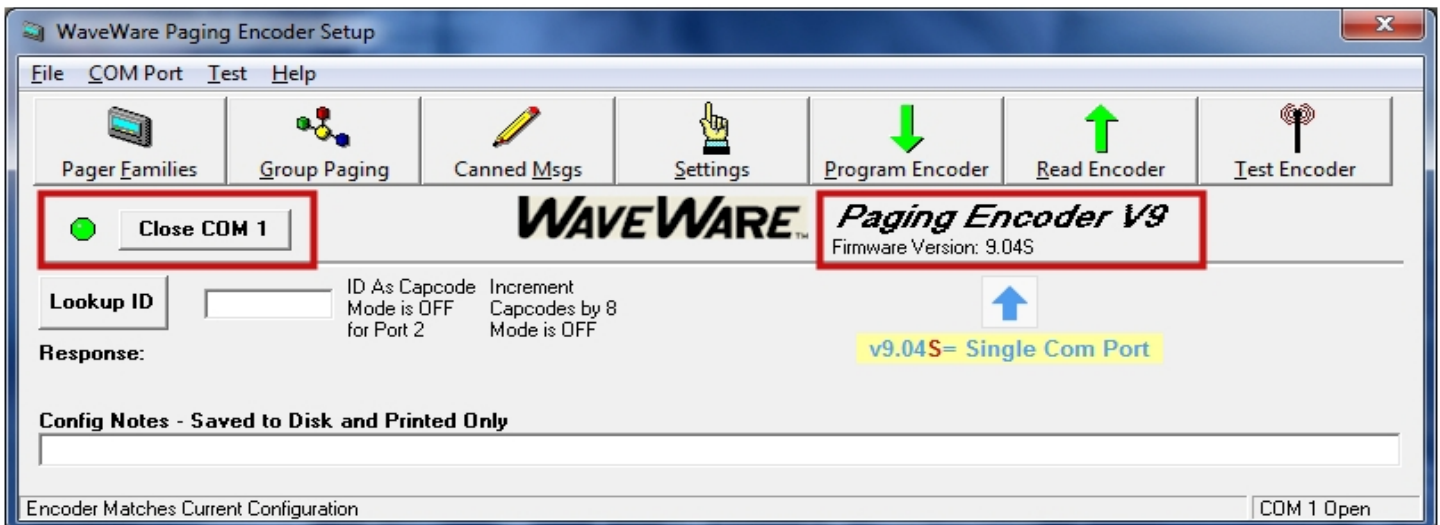 WaveWare Paging Encoder Setup
File COM Port Test Help
Pager Families Group Paging Canned Msgs Settings Program Encoder Read Encoder Test Encoder
Close COM 1
WAVEWARE™
Paging Encoder V9
Firmware Version: 9.04S
Lookup ID
ID As Capcode
Mode is OFF
for Port 2
Increment
Capcodes by 8
Mode is OFF
v9.04S= Single Com Port
Response:
Config Notes - Saved to Disk and Printed Only
Encoder Matches Current Configuration
COM 1 Open